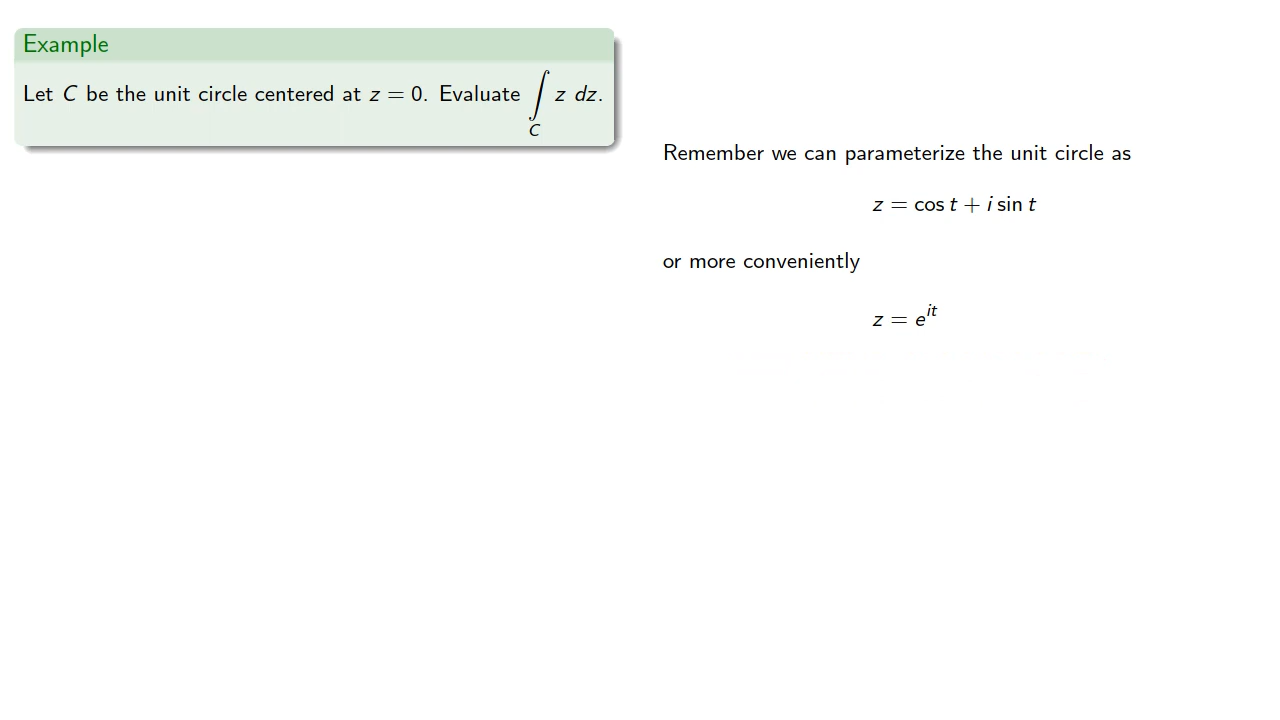 Example
Let C be the unit circle centered at z = 0. Evaluate ∫_C z dz.
Remember we can parameterize the unit circle as
z = cos t + i sin t
or more conveniently
z = e^{it}